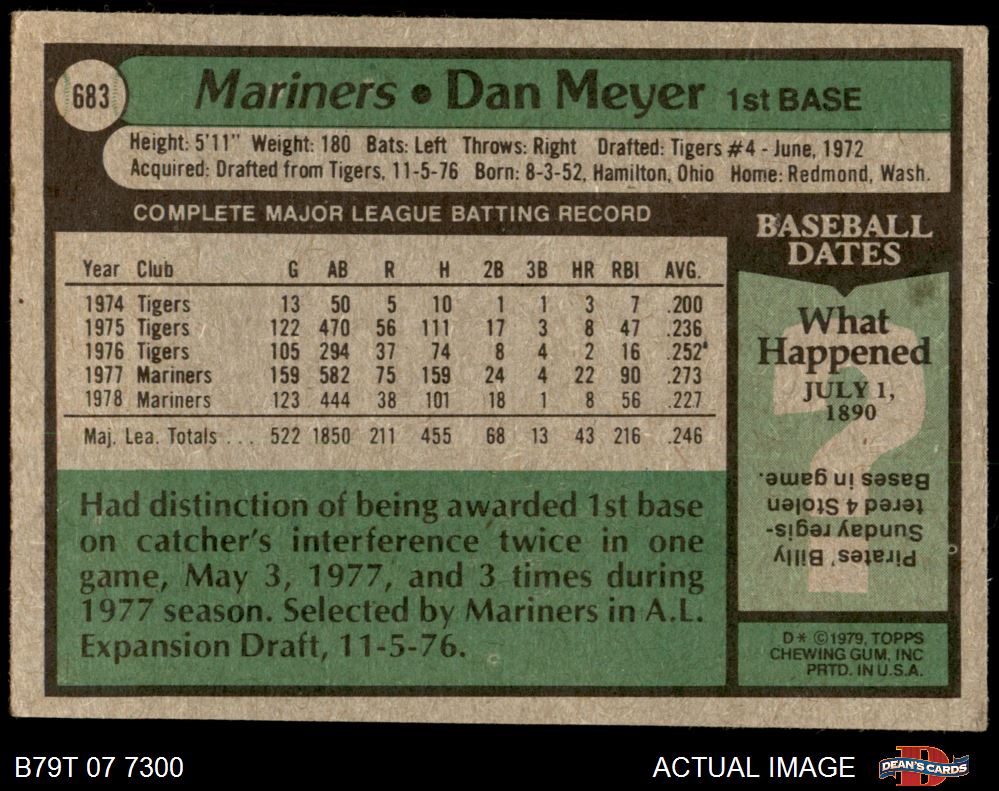 683
Mariners • Dan Meyer 1st BASE
Height: 5'11" Weight: 180 Bats: Left Throws: Right Drafted: Tigers #4 - June, 1972
Acquired: Drafted from Tigers, 11-5-76 Born: 8-3-52, Hamilton, Ohio Home: Redmond, Wash.
COMPLETE MAJOR LEAGUE BATTING RECORD
Year Club G AB R H 2B 3B HR RBI AVG.
1974 Tigers 13 50 5 10 1 1 3 7 .200
1975 Tigers 122 470 56 111 17 3 8 47 .236
1976 Tigers 105 294 37 74 8 4 2 16 .252
1977 Mariners 159 582 75 159 24 4 22 90 .273
1978 Mariners 123 444 38 101 18 1 8 56 .227
Maj. Lea. Totals . . . 522 1850 211 455 68 13 43 216 .246
Had distinction of being awarded 1st base
on catcher's interference twice in one
game, May 3, 1977, and 3 times during
1977 season. Selected by Mariners in A.L.
Expansion Draft, 11-5-76.
BASEBALL
DATES
What
Happened
JULY 1,
1890
Pirates' Billy
Sunday regis-
tered 4 Stolen
Bases in game.
D* ©1979, TOPPS
CHEWING GUM, INC
PRTD. IN U.S.A.
B79T 07 7300
ACTUAL IMAGE
D
DEAN'S CARDS